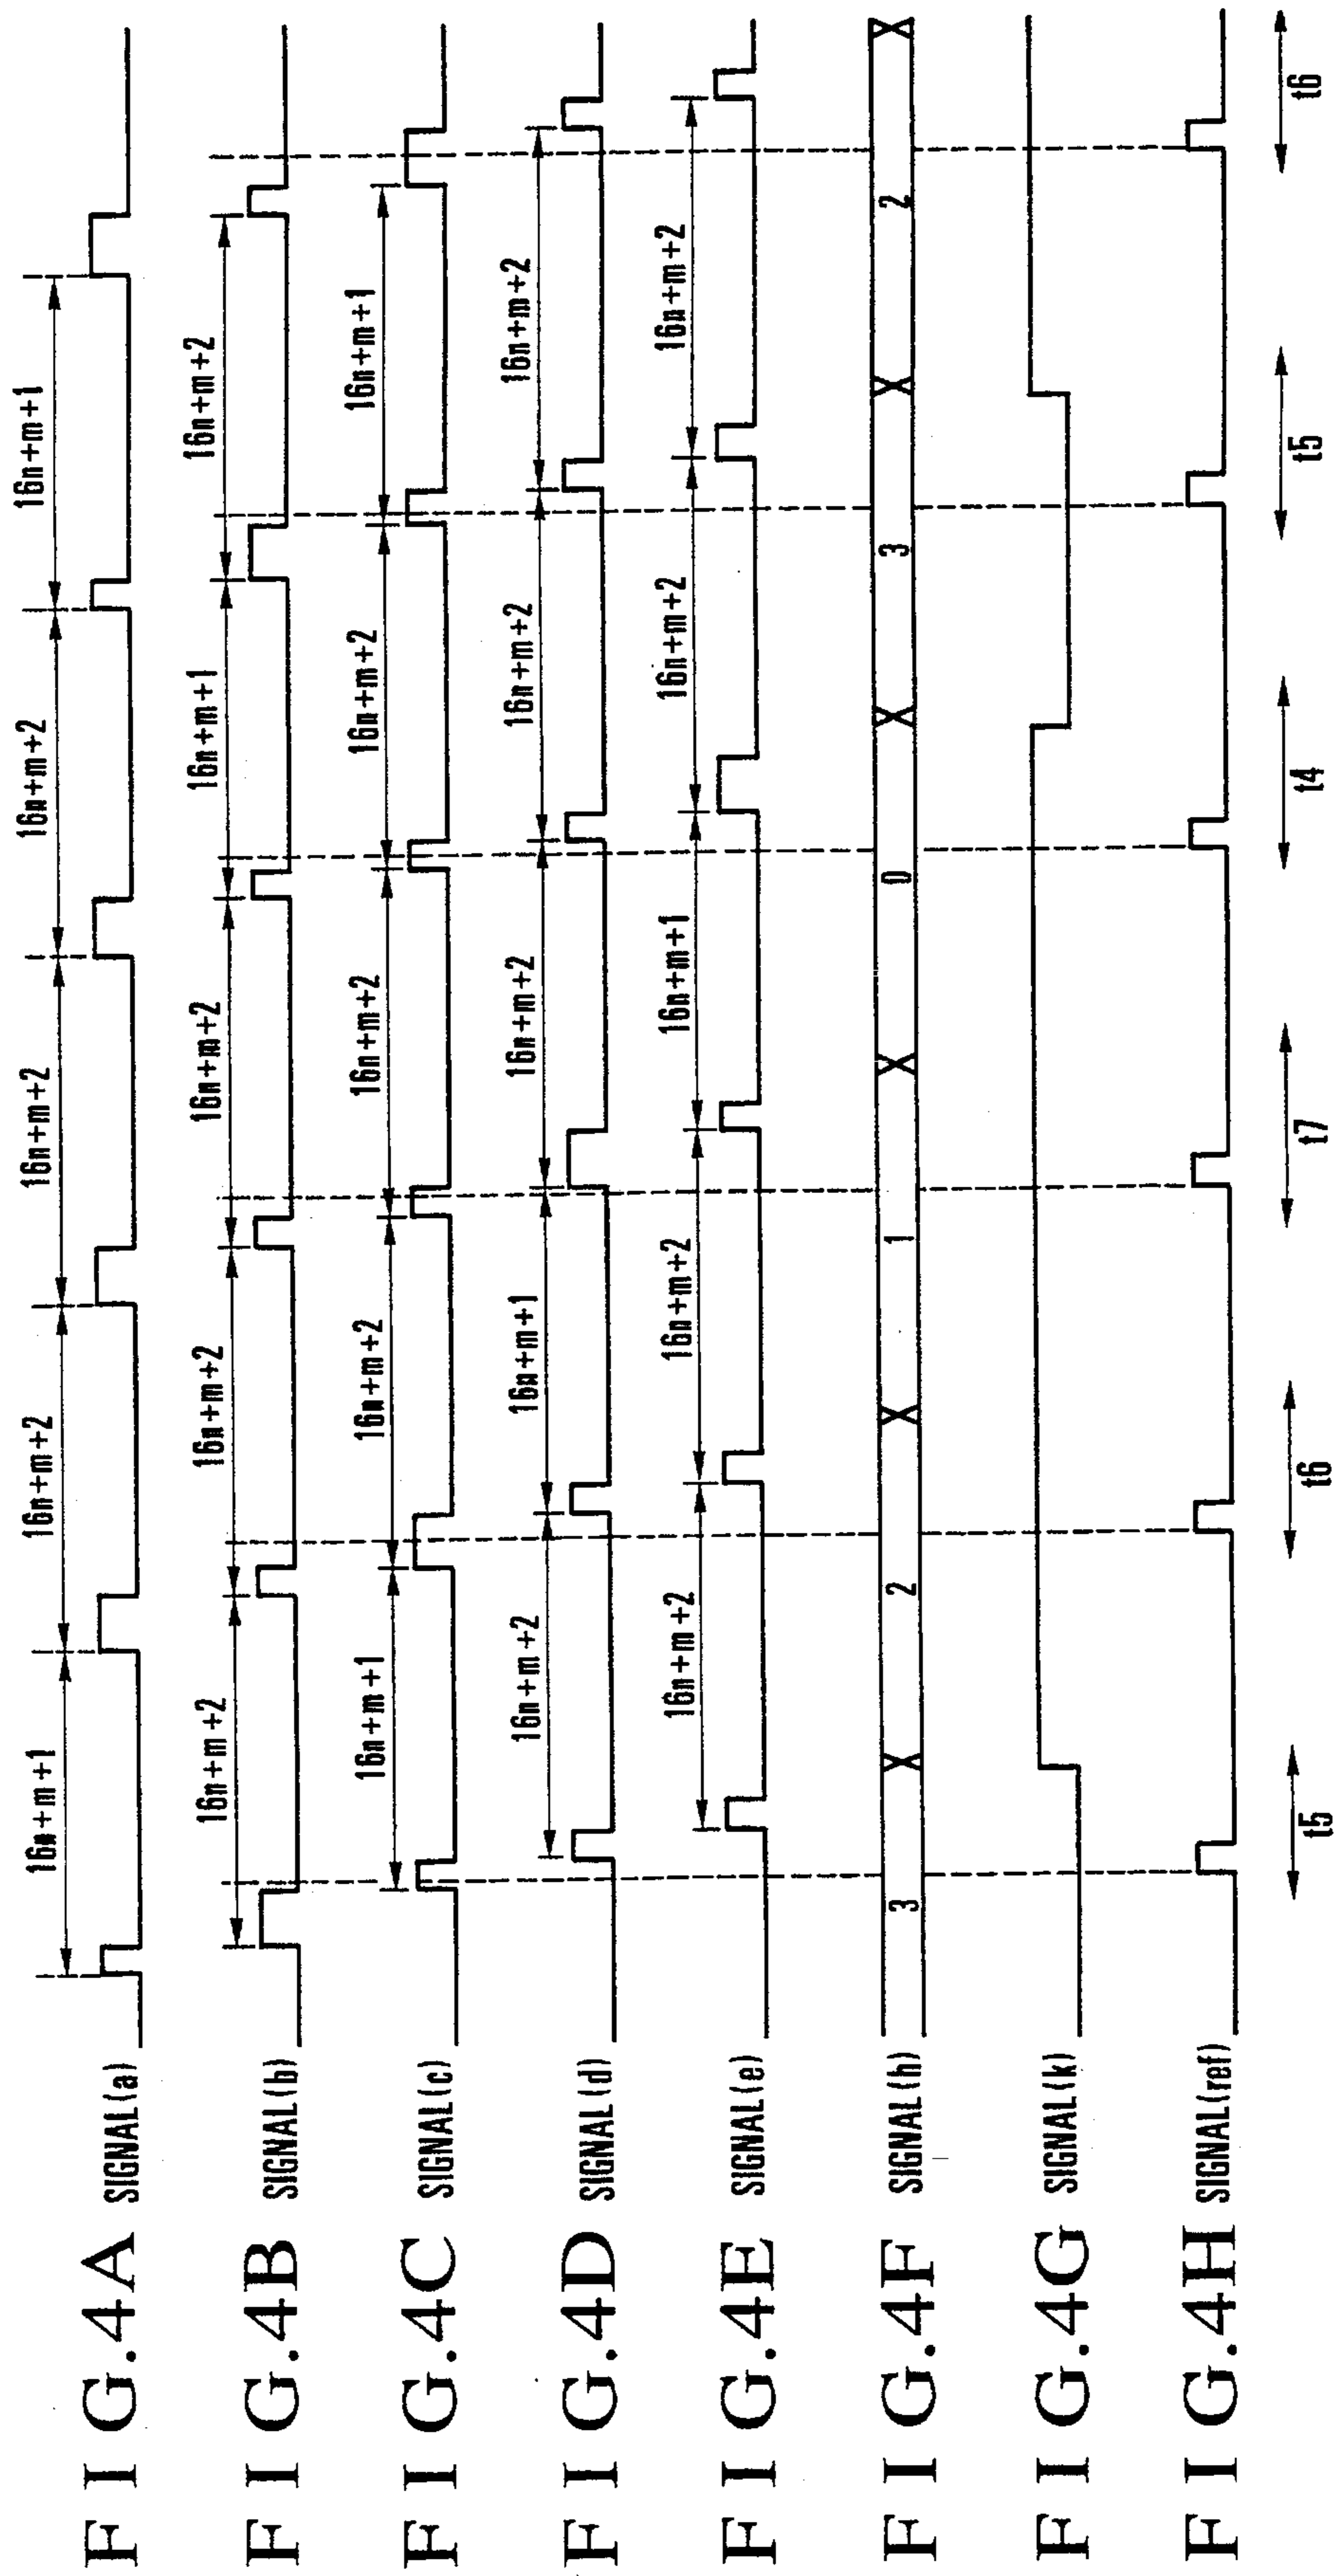 FIG.4A SIGNAL(a)
16n+m+1 16n+m+2 16n+m+2 16n+m+2 16n+m+1
FIG.4B SIGNAL(b)
16n+m+2 16n+m+2 16n+m+2 16n+m+1 16n+m+2
FIG.4C SIGNAL(c)
16n+m+1 16n+m+2 16n+m+2 16n+m+2 16n+m+1
FIG.4D SIGNAL(d)
16n+m+2 16n+m+1 16n+m+2 16n+m+2 16n+m+2
FIG.4E SIGNAL(e)
16n+m+2 16n+m+2 16n+m+1 16n+m+2 16n+m+2
FIG.4F SIGNAL(h)
3 2 1 0 3 2
FIG.4G SIGNAL(k)
FIG.4H SIGNAL(ref)
t5 t6 t7 t4 t5 t6